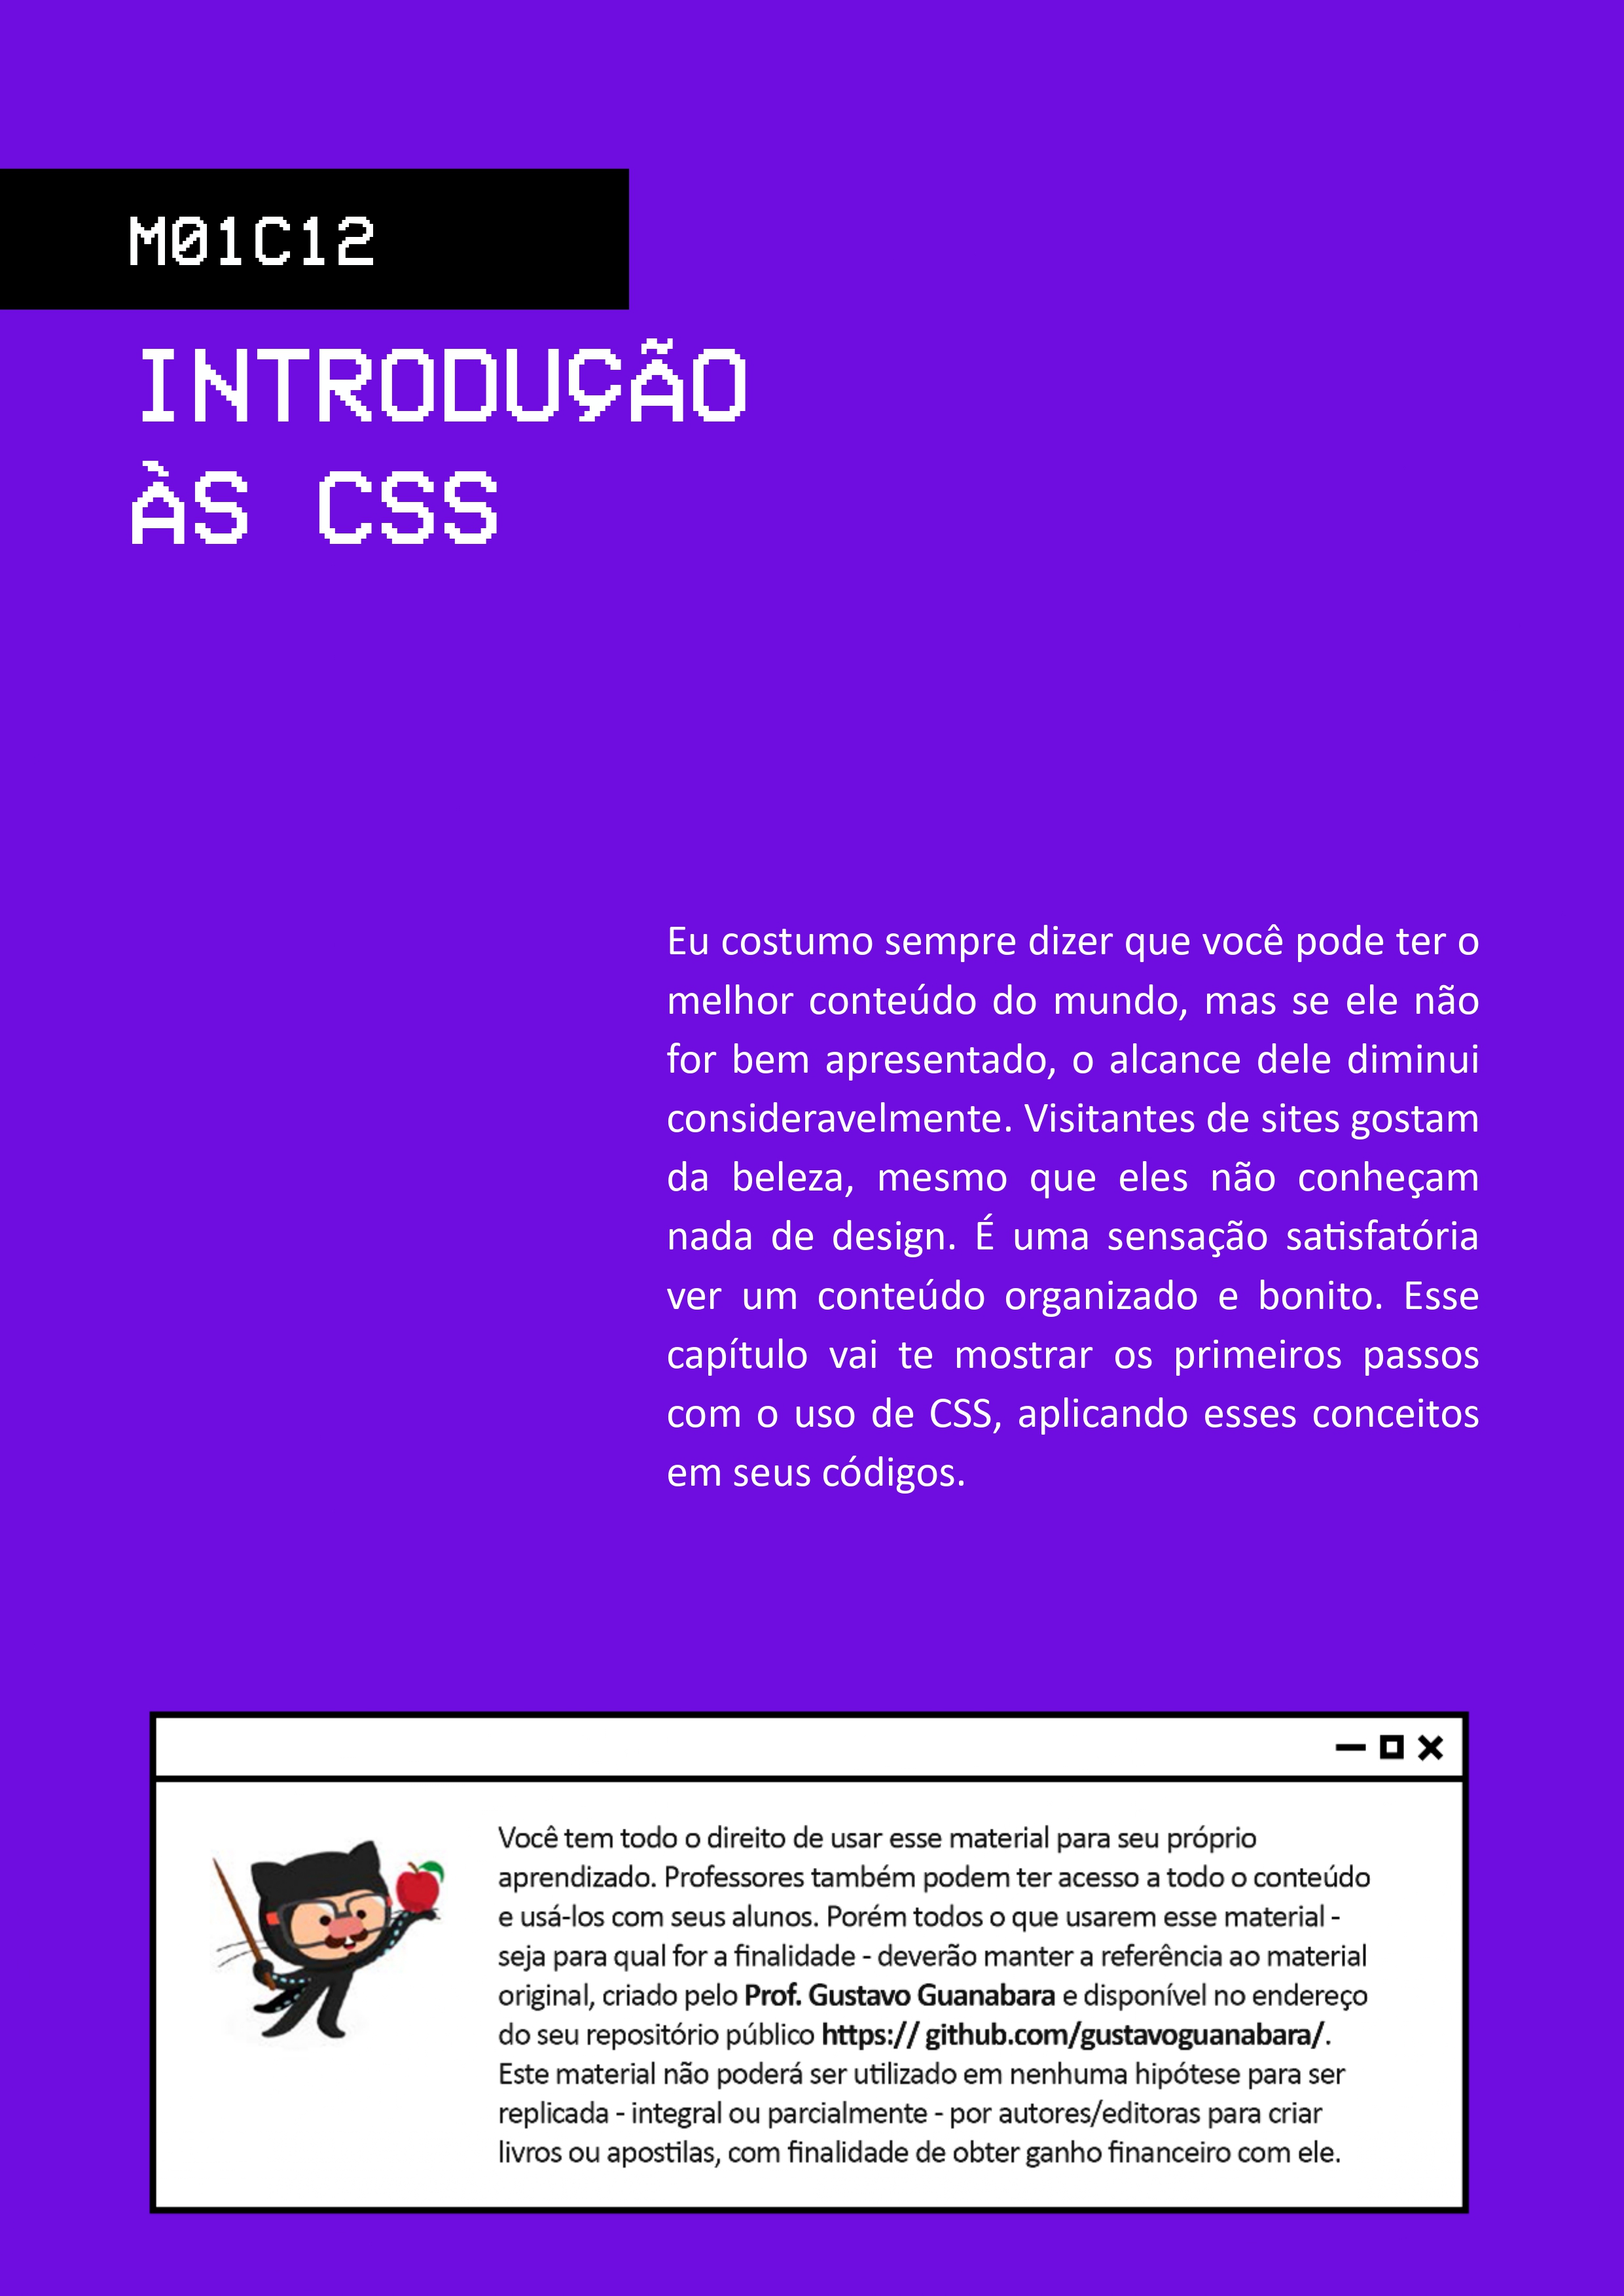 M01C12
INTRODUÇÃO
ÀS CSS
Eu costumo sempre dizer que você pode ter o
melhor conteúdo do mundo, mas se ele não
for bem apresentado, o alcance dele diminui
consideravelmente. Visitantes de sites gostam
da beleza, mesmo que eles não conheçam
nada de design. É uma sensação satisfatória
ver um conteúdo organizado e bonito. Esse
capítulo vai te mostrar os primeiros passos
com o uso de CSS, aplicando esses conceitos
em seus códigos.
Você tem todo o direito de usar esse material para seu próprio
aprendizado. Professores também podem ter acesso a todo o conteúdo
e usá-los com seus alunos. Porém todos o que usarem esse material -
seja para qual for a finalidade - deverão manter a referência ao material
original, criado pelo Prof. Gustavo Guanabara e disponível no endereço
do seu repositório público https:// github.com/gustavoguanabara/.
Este material não poderá ser utilizado em nenhuma hipótese para ser
replicada - integral ou parcialmente - por autores/editoras para criar
livros ou apostilas, com finalidade de obter ganho financeiro com ele.